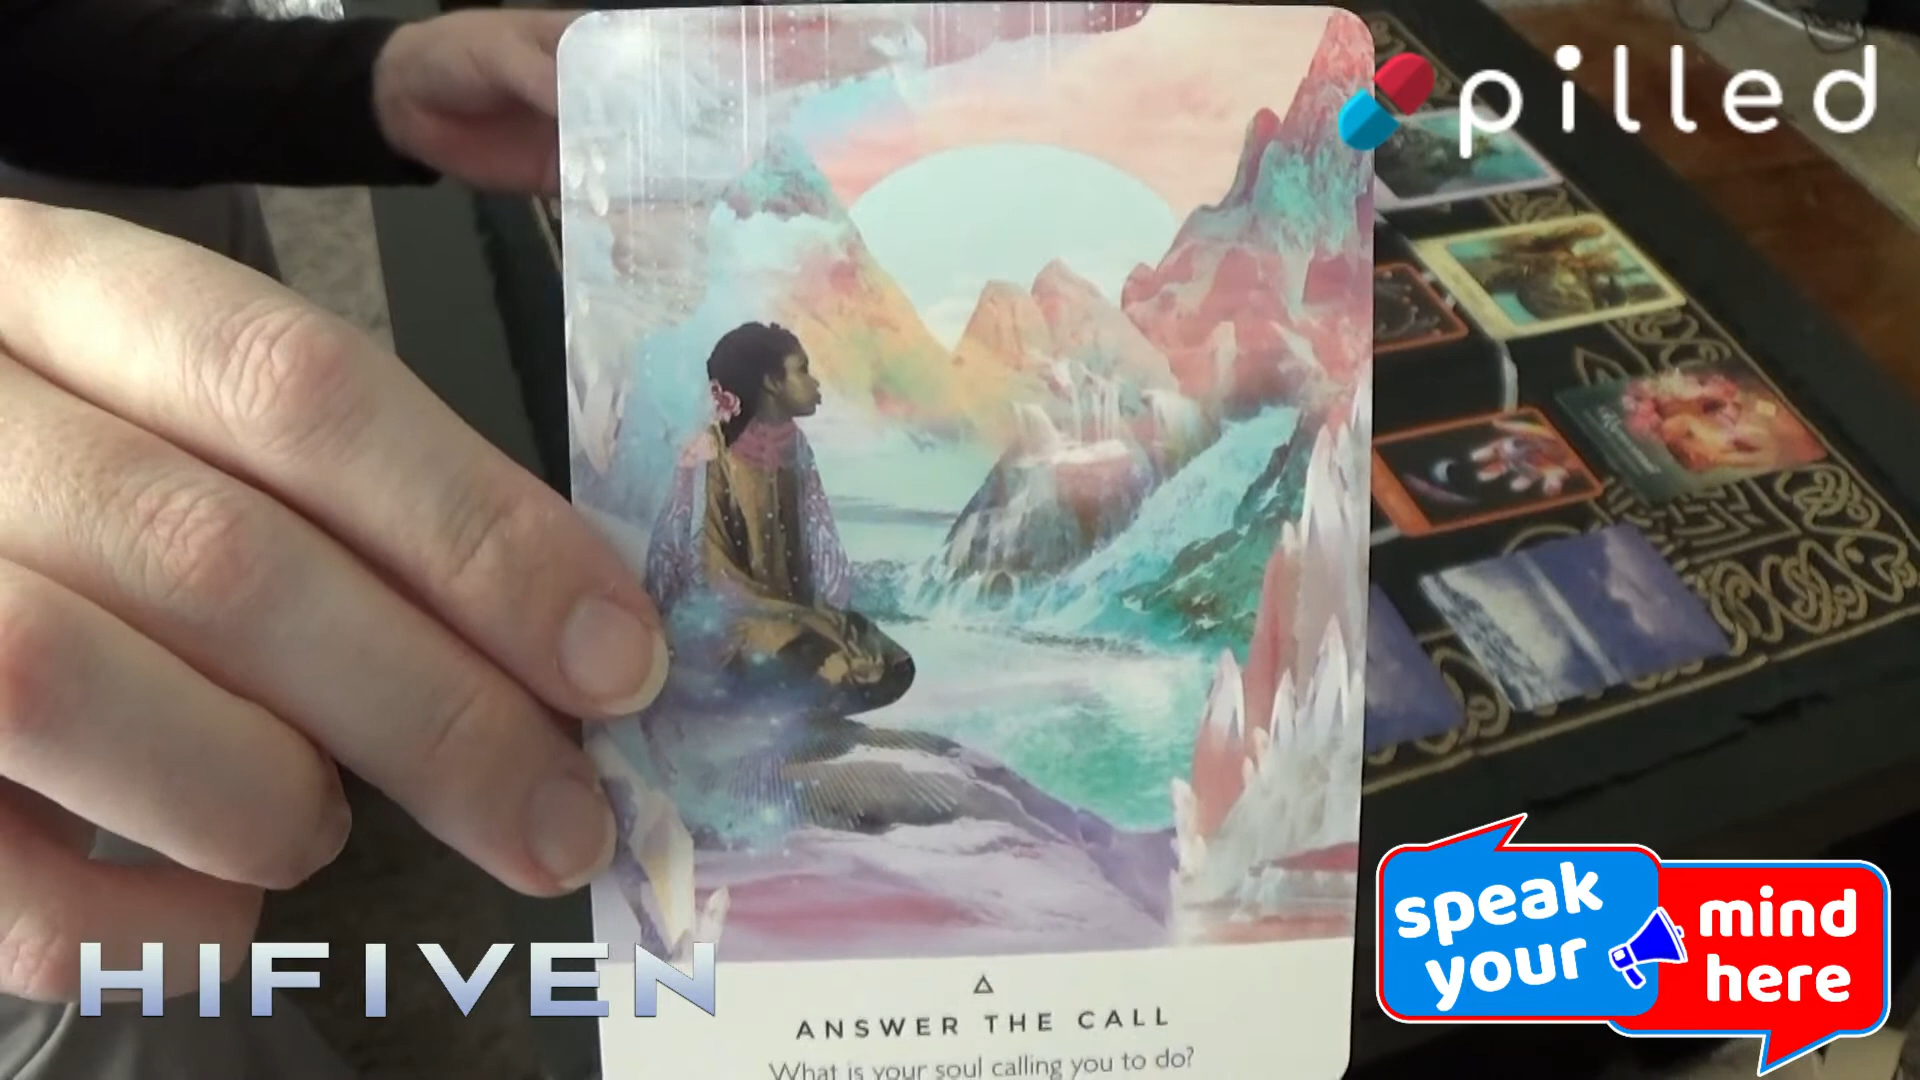 pilled
speak
your
mind
here
HIFIVEN
ANSWER THE CALL
What is your soul calling you to do?